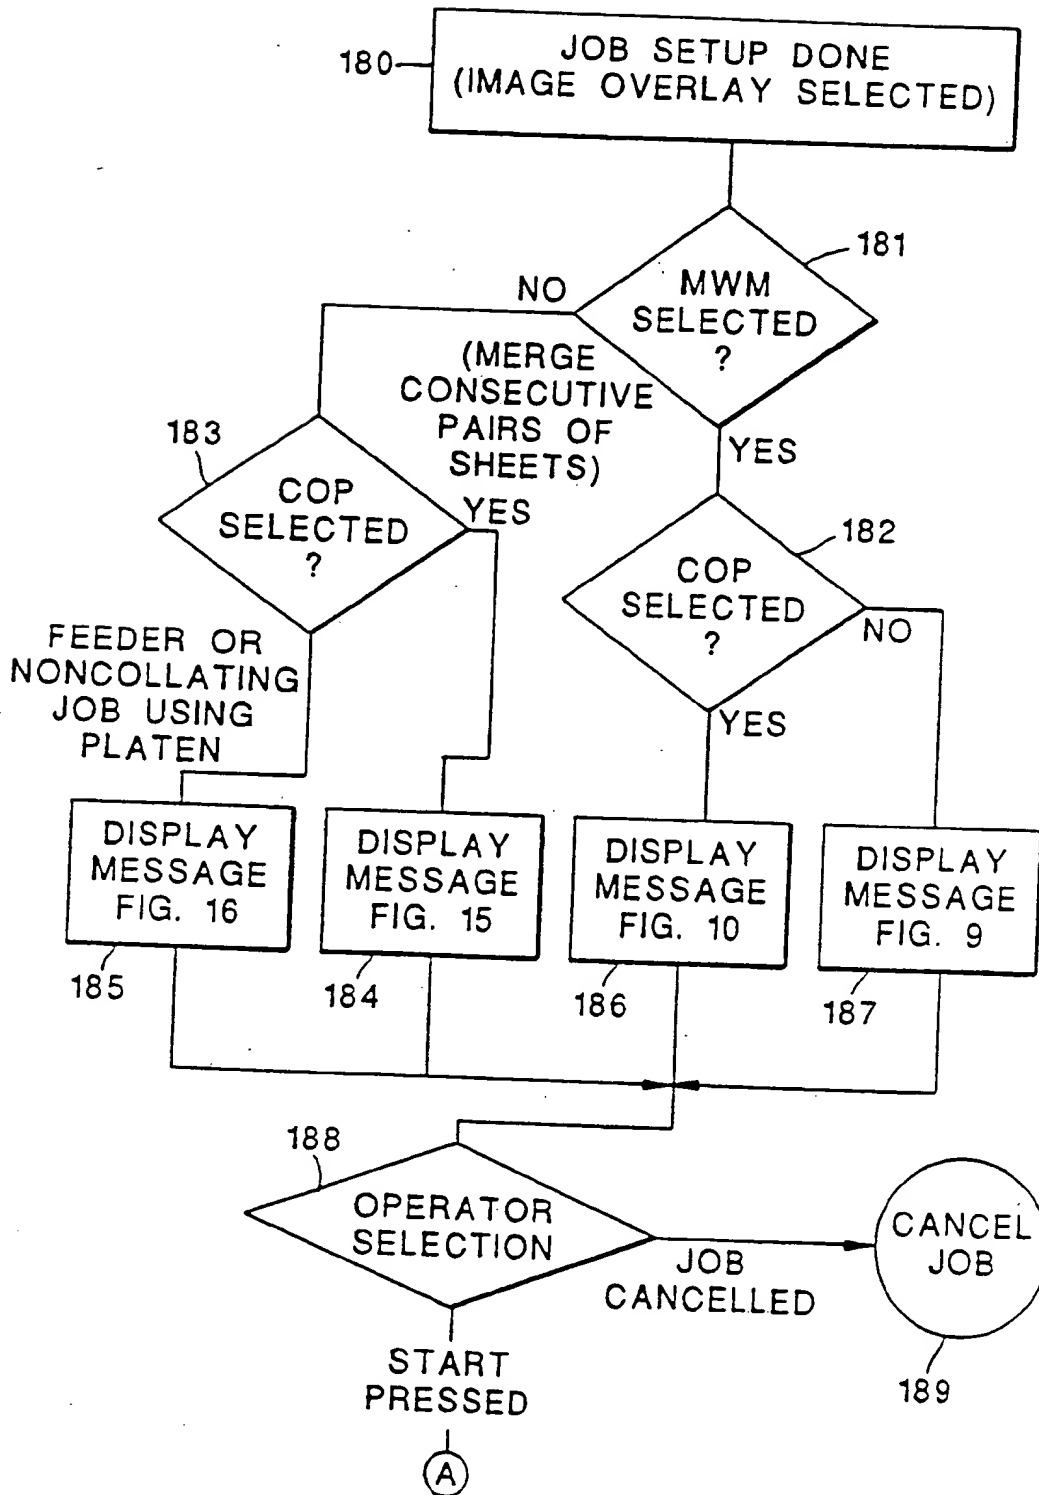 180
JOB SETUP DONE
(IMAGE OVERLAY SELECTED)
181
MWM
SELECTED
?
NO
(MERGE
CONSECUTIVE
PAIRS OF
SHEETS)
YES
183
COP
SELECTED
?
YES
182
COP
SELECTED
?
NO
YES
FEEDER OR
NONCOLLATING
JOB USING
PLATEN
DISPLAY
MESSAGE
FIG. 16
185
DISPLAY
MESSAGE
FIG. 15
184
DISPLAY
MESSAGE
FIG. 10
186
DISPLAY
MESSAGE
FIG. 9
187
188
OPERATOR
SELECTION
JOB
CANCELLED
CANCEL
JOB
189
START
PRESSED
A